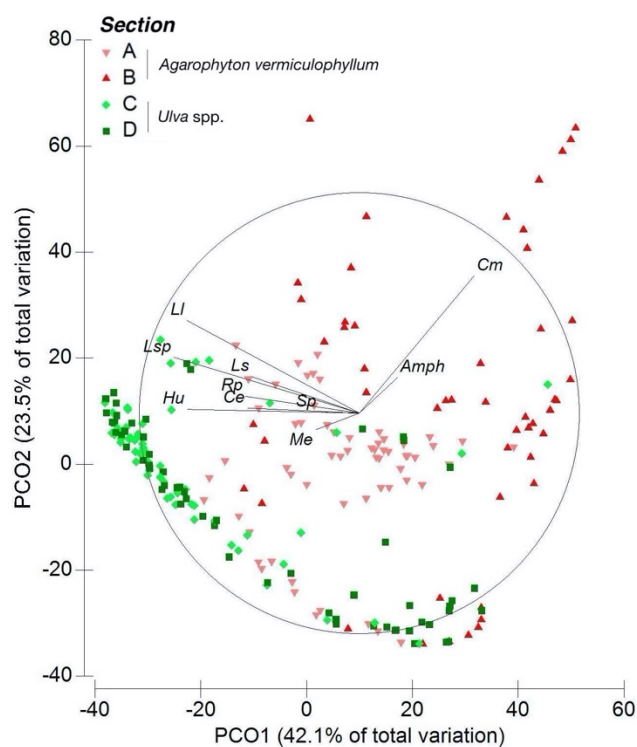 Section
A
Agarophyton vermiculophyllum
B
C
Ulva spp.
D
80
60
40
20
0
-20
-40
PCO2 (23.5% of total variation)
Cm
Ll
Lsp
Ls
Amph
Rp
Hu
Ce
Sp
Me
-40
-20
0
20
40
60
PCO1 (42.1% of total variation)